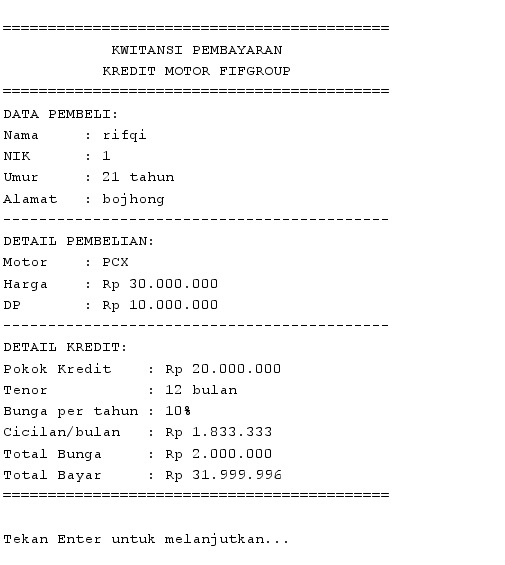 ===========================================
KWITANSI PEMBAYARAN
KREDIT MOTOR FIFGROUP
===========================================
DATA PEMBELI:
Nama     : rifqi
NIK      : 1
Umur     : 21 tahun
Alamat   : bojhong
-------------------------------------------
DETAIL PEMBELIAN:
Motor    : PCX
Harga    : Rp 30.000.000
DP       : Rp 10.000.000
-------------------------------------------
DETAIL KREDIT:
Pokok Kredit    : Rp 20.000.000
Tenor           : 12 bulan
Bunga per tahun : 10%
Cicilan/bulan   : Rp 1.833.333
Total Bunga     : Rp 2.000.000
Total Bayar     : Rp 31.999.996
===========================================
Tekan Enter untuk melanjutkan...